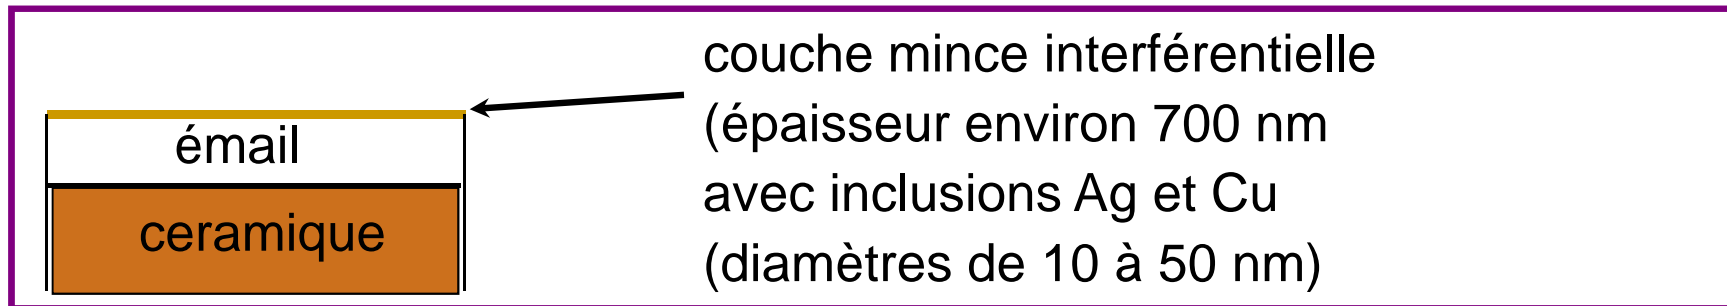 couche mince interférentielle
(épaisseur environ 700 nm
avec inclusions Ag et Cu
(diamètres de 10 à 50 nm)
émail
ceramique